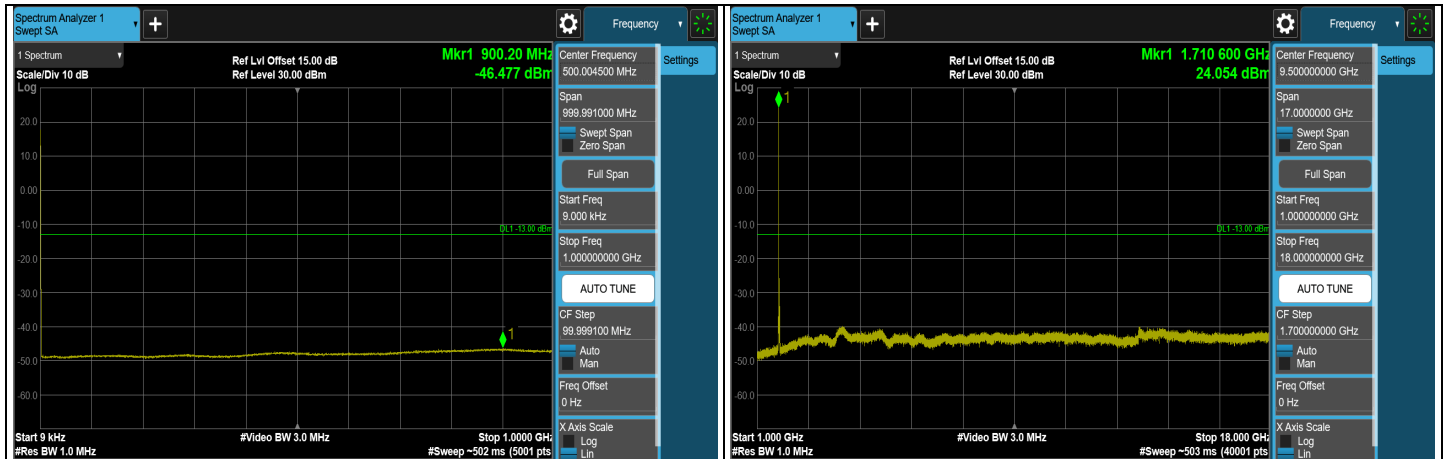 Spectrum Analyzer 1
Swept SA
+
Frequency
1 Spectrum
Scale/Div 10 dB
Log
Ref Lvl Offset 15.00 dB
Ref Level 30.00 dBm
Mkr1 900.20 MHz
-46.477 dBm
20.0
10.0
0.00
-10.0
-20.0
-30.0
-40.0
-50.0
-60.0
DL1 -13.00 dBm
1
Start 9 kHz
#Res BW 1.0 MHz
#Video BW 3.0 MHz
Stop 1.0000 GHz
#Sweep ~502 ms (5001 pts
Center Frequency
500.004500 MHz
Span
999.991000 MHz
Swept Span
Zero Span
Full Span
Start Freq
9.000 kHz
Stop Freq
1.000000000 GHz
AUTO TUNE
CF Step
99.999100 MHz
Auto
Man
Freq Offset
0 Hz
X Axis Scale
Log
Lin
Settings
Spectrum Analyzer 1
Swept SA
+
Frequency
1 Spectrum
Scale/Div 10 dB
Log
Ref Lvl Offset 15.00 dB
Ref Level 30.00 dBm
Mkr1 1.710 600 GHz
24.054 dBm
1
20.0
10.0
0.00
-10.0
-20.0
-30.0
-40.0
-50.0
-60.0
DL1 -13.00 dBm
Start 1.000 GHz
#Res BW 1.0 MHz
#Video BW 3.0 MHz
Stop 18.000 GHz
#Sweep ~503 ms (40001 pts
Center Frequency
9.500000000 GHz
Span
17.0000000 GHz
Swept Span
Zero Span
Full Span
Start Freq
1.000000000 GHz
Stop Freq
18.000000000 GHz
AUTO TUNE
CF Step
1.700000000 GHz
Auto
Man
Freq Offset
0 Hz
X Axis Scale
Log
Lin
Settings